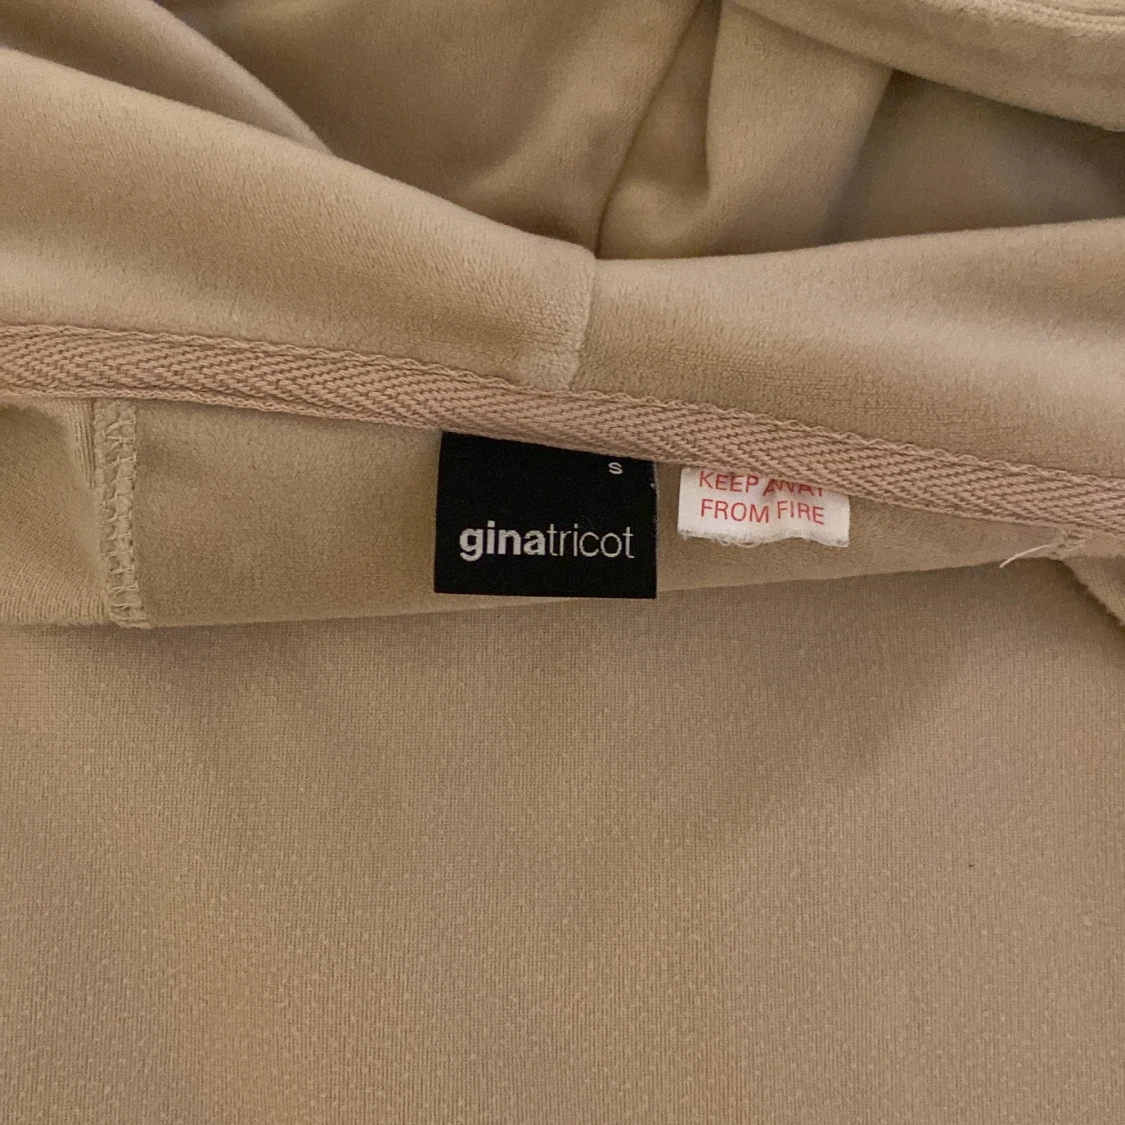 S
ginatricot
KEEP AWAY
FROM FIRE